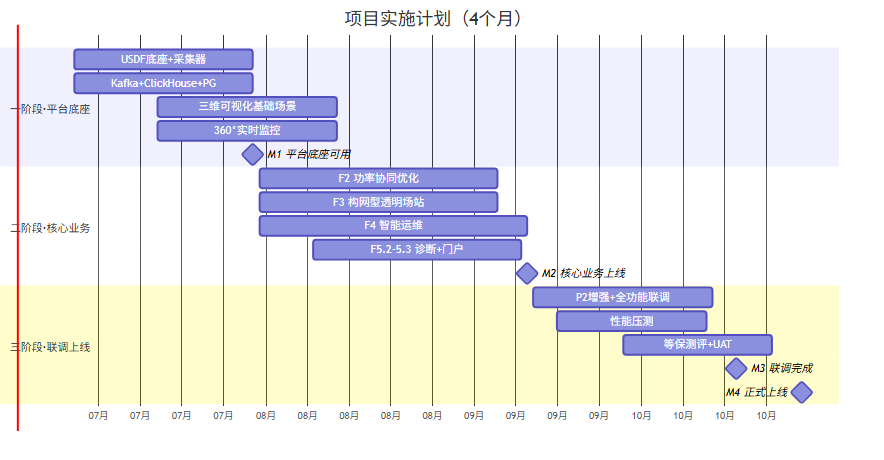 项目实施计划（4个月）
一阶段·平台底座
USDF底座+采集器
Kafka+ClickHouse+PG
三维可视化基础场景
360°实时监控
M1 平台底座可用
二阶段·核心业务
F2 功率协同优化
F3 构网型透明场站
F4 智能运维
F5.2-5.3 诊断+门户
M2 核心业务上线
三阶段·联调上线
P2增强+全功能联调
性能压测
等保测评+UAT
M3 联调完成
M4 正式上线
07月 07月 07月 07月 08月 08月 08月 08月 08月 09月 09月 09月 09月 10月 10月 10月 10月